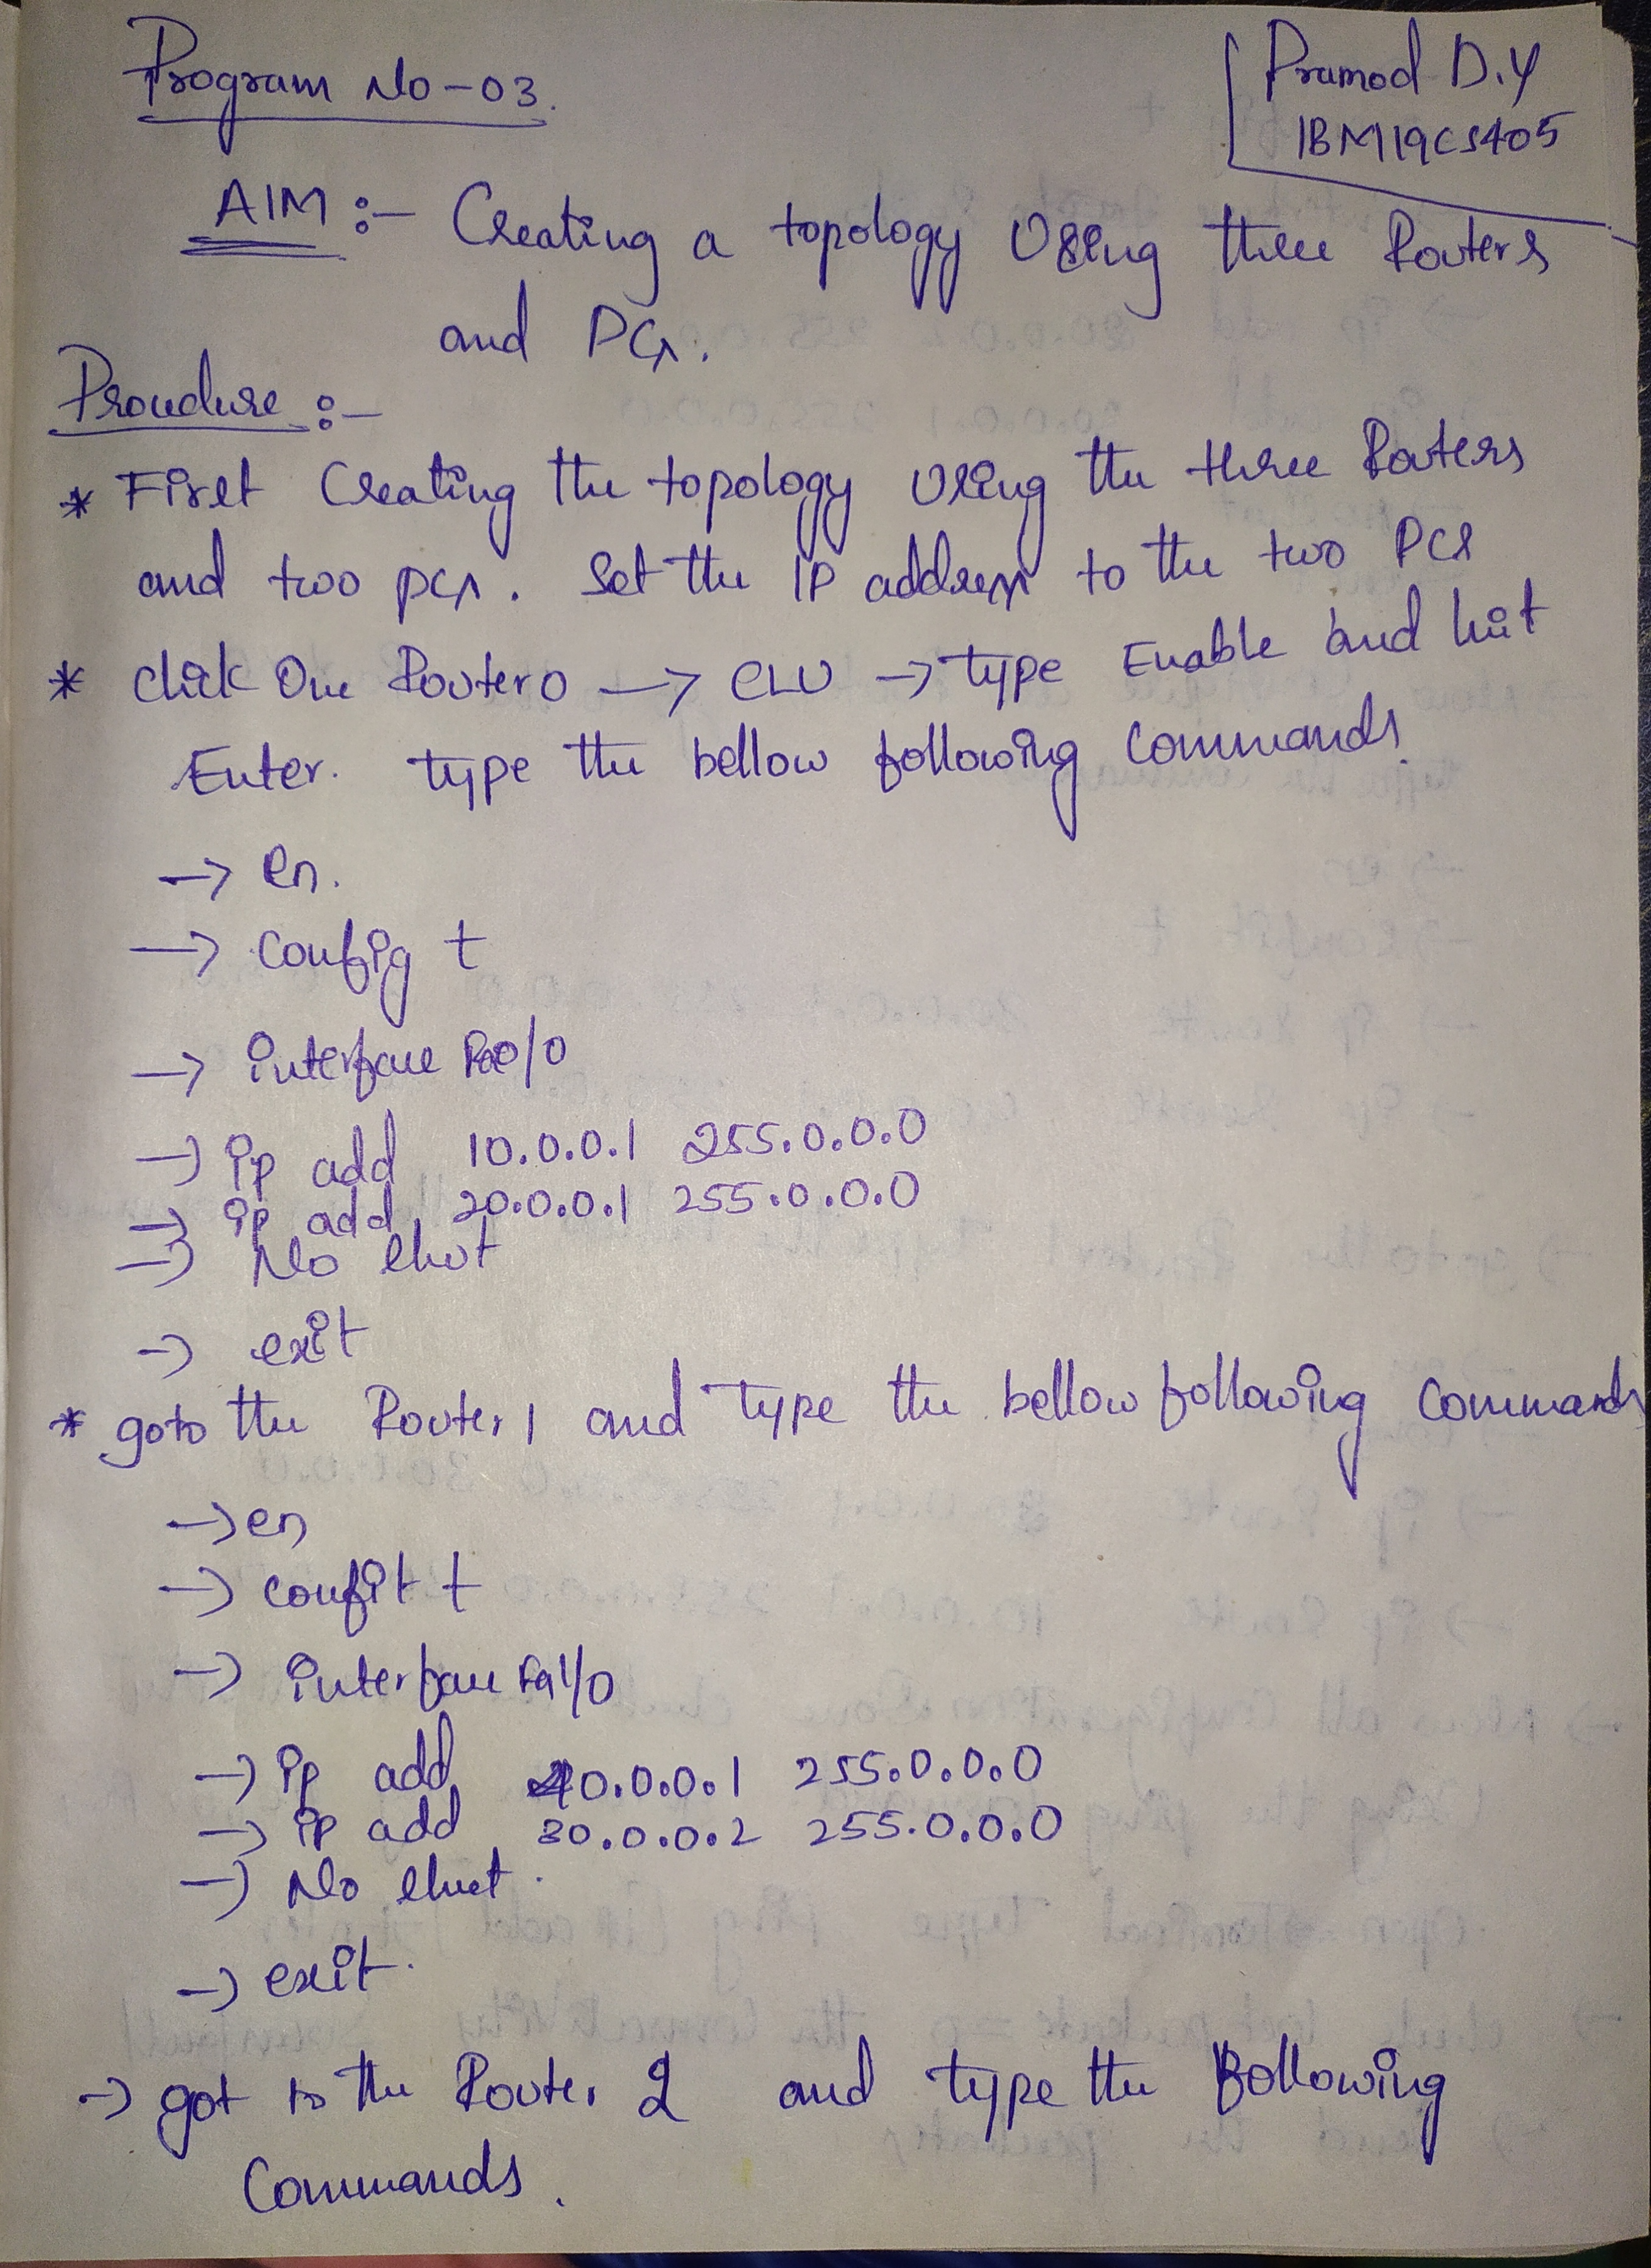 Program No-03.
Pramod D.Y
1BM19CS405
AIM :- Creating a topology Using three Routers
and PCs.
Procedure :-
* First Creating the topology Using the three Routers
and two pcs. Set the IP address to the two PCs
* click One Router0 → CLU → type Enable and hit
Enter. type the bellow following Commands.
→ en.
→ config t
→ interface Fa0/0
→ ip add 10.0.0.1 255.0.0.0
→ ip add 20.0.0.1 255.0.0.0
→ No shut
→ exit
* goto the Router1 and type the bellow following Commands
→ en
→ confit t
→ interface Fa1/0
→ ip add 40.0.0.1 255.0.0.0
→ ip add 30.0.0.2 255.0.0.0
→ No shut.
→ exit.
→ got to the Router 2 and type the following
Commands.